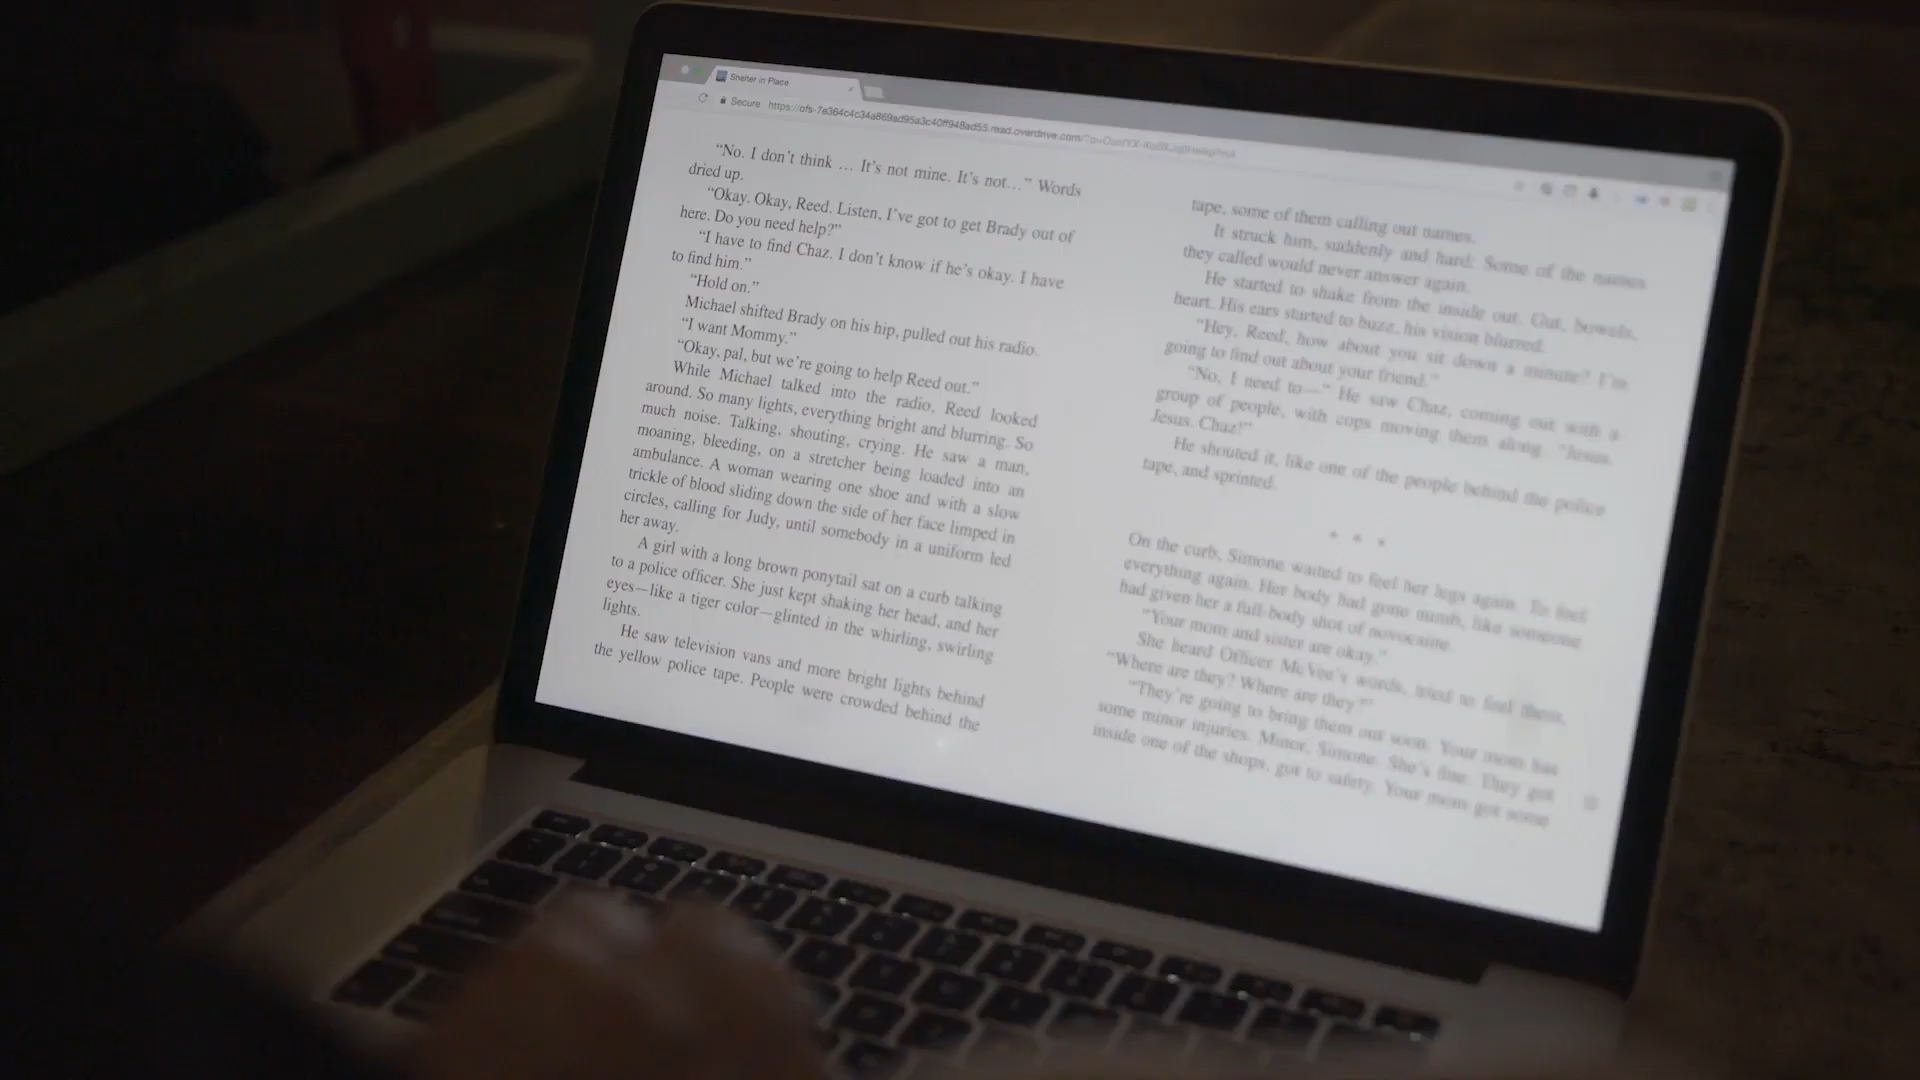 Shelter in Place
Secure https://ofs-7e364c4c34a869ad95a3c40ff948ad55.read.overdrive.com/
“No. I don’t think … It’s not mine. It’s not…” Words
dried up.
“Okay. Okay, Reed. Listen, I’ve got to get Brady out of
here. Do you need help?”
“I have to find Chaz. I don’t know if he’s okay. I have
to find him.”
“Hold on.”
Michael shifted Brady on his hip, pulled out his radio.
“I want Mommy.”
“Okay, pal, but we’re going to help Reed out.”
While Michael talked into the radio, Reed looked
around. So many lights, everything bright and blurring. So
much noise. Talking, shouting, crying. He saw a man,
moaning, bleeding, on a stretcher being loaded into an
ambulance. A woman wearing one shoe and with a slow
trickle of blood sliding down the side of her face limped in
circles, calling for Judy, until somebody in a uniform led
her away.
A girl with a long brown ponytail sat on a curb talking
to a police officer. She just kept shaking her head, and her
eyes—like a tiger color—glinted in the whirling, swirling
lights.
He saw television vans and more bright lights behind
the yellow police tape. People were crowded behind the
tape, some of them calling out names.
It struck him, suddenly and hard: Some of the names
they called would never answer again.
He started to shake from the inside out. Gut, bowels,
heart. His ears started to buzz, his vision blurred.
“Hey, Reed, how about you sit down a minute? I’m
going to find out about your friend.”
“No, I need to—” He saw Chaz, coming out with a
group of people, with cops moving them along. “Jesus.
Jesus. Chaz!”
He shouted it, like one of the people behind the police
tape, and sprinted.
* * *
On the curb, Simone waited to feel her legs again. To feel
everything again. Her body had gone numb, like someone
had given her a full-body shot of novocaine.
“Your mom and sister are okay.”
She heard Officer McVee’s words, tried to feel them.
“Where are they? Where are they?”
“They’re going to bring them out soon. Your mom has
some minor injuries. Minor, Simone. She’s fine. They got
inside one of the shops, got to safety. Your mom got some